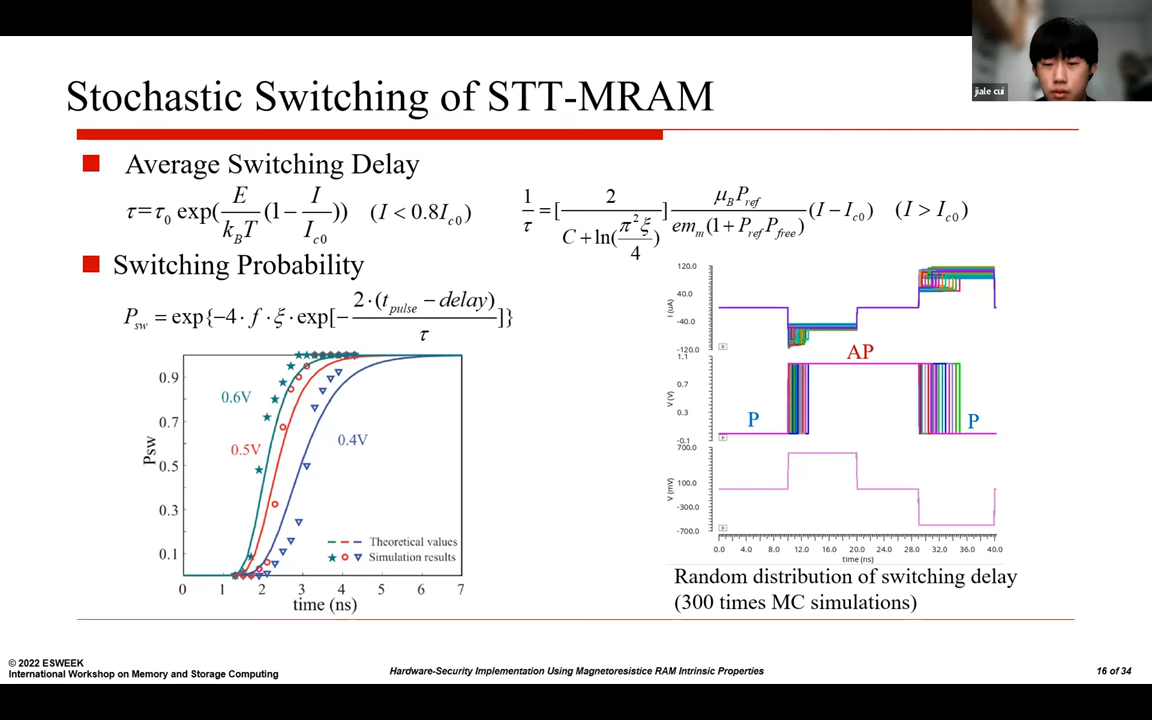 jiale cui
Stochastic Switching of STT-MRAM
Average Switching Delay
τ=τ₀ exp(E/k_BT (1−I/I_c0)) (I < 0.8I_c0)
1/τ = [2/(C+ln(π²ξ/4))] μ_BP_ref/(em_m(1+P_refP_free)) (I−I_c0) (I > I_c0)
Switching Probability
P_sw = exp{−4·f·ξ·exp[−2·(t_pulse−delay)/τ]}
0.9
0.7
0.5
0.3
0.1
Psw
0.6V
0.5V
0.4V
Theoretical values
Simulation results
0 1 2 3 4 5 6 7
time (ns)
120.0
40.0
-40.0
-120.0
I (uA)
AP
1.1
0.7
0.3
-0.1
V (V)
P
P
700.0
100.0
-300.0
-700.0
V (mV)
0.0 4.0 8.0 12.0 16.0 20.0 24.0 28.0 32.0 36.0 40.0
time (ns)
Random distribution of switching delay
(300 times MC simulations)
© 2022 ESWEEK
International Workshop on Memory and Storage Computing
Hardware-Security Implementation Using Magnetoresistice RAM Intrinsic Properties
16 of 34